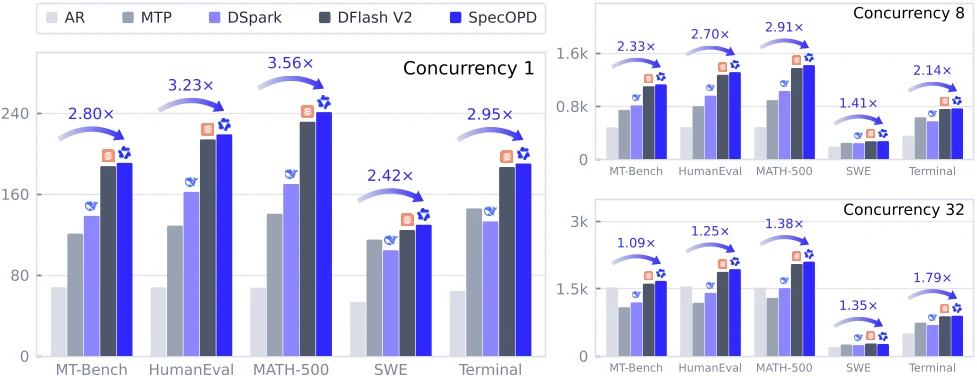 AR MTP DSpark DFlash V2 SpecOPD
Concurrency 1
240
160
80
0
2.80×
3.23×
3.56×
2.42×
2.95×
MT-Bench HumanEval MATH-500 SWE Terminal
Concurrency 8
1.6k
0.8k
0
2.33×
2.70×
2.91×
1.41×
2.14×
MT-Bench HumanEval MATH-500 SWE Terminal
Concurrency 32
3k
1.5k
0
1.09×
1.25×
1.38×
1.35×
1.79×
MT-Bench HumanEval MATH-500 SWE Terminal